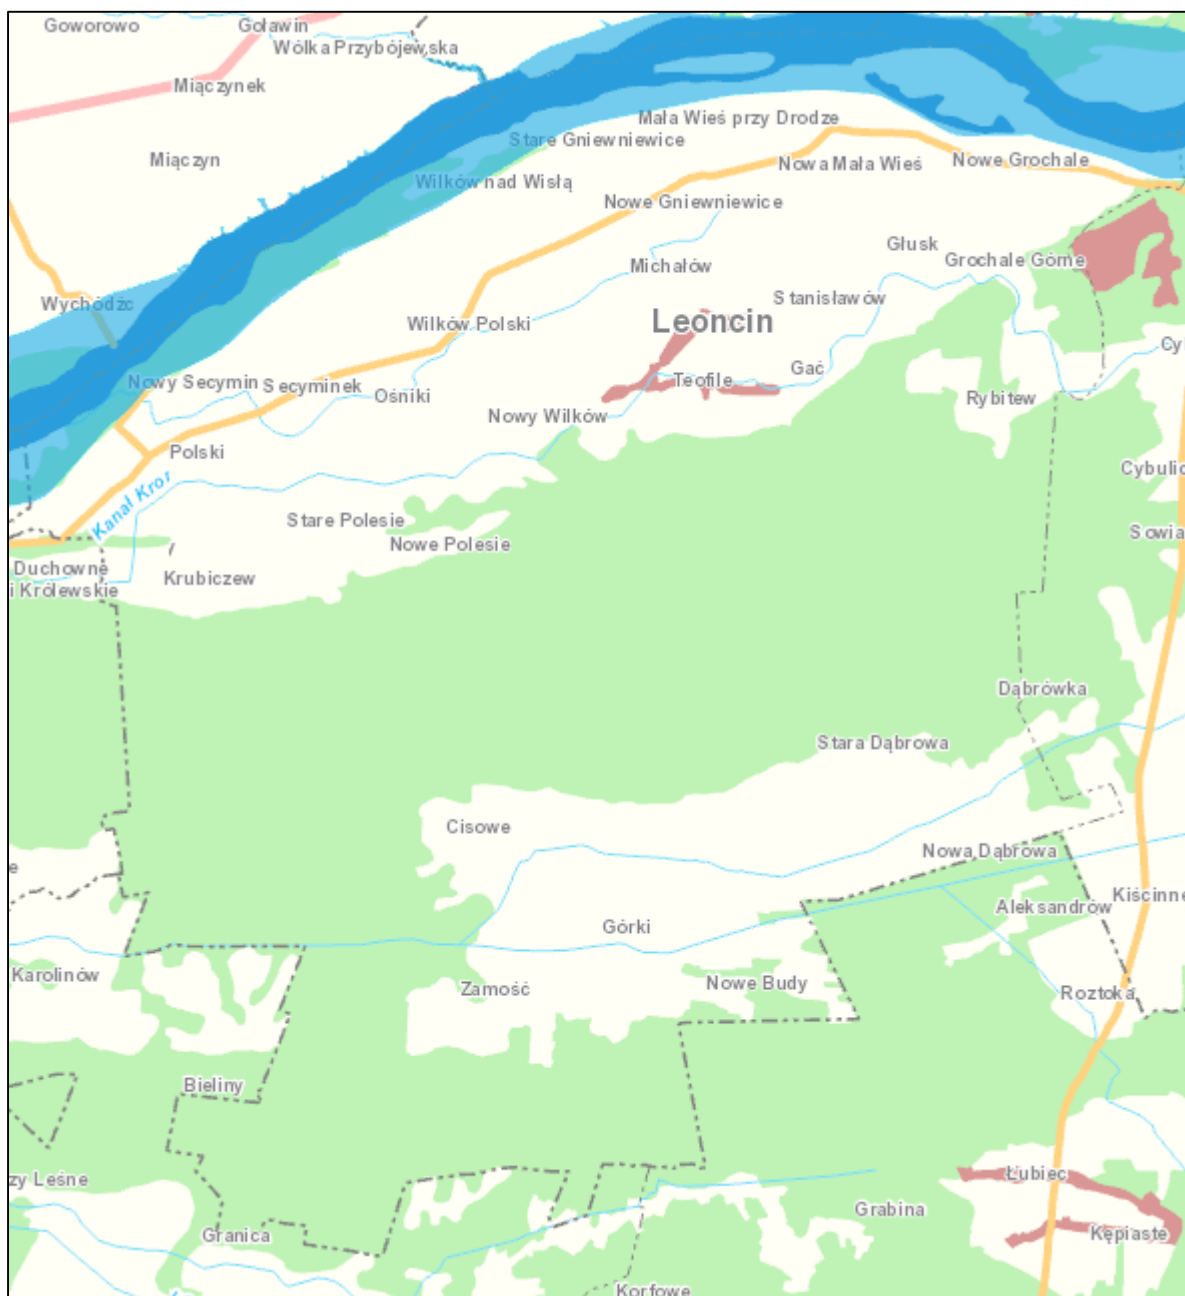 Goworowo
Goławin
Wólka Przybójewska
Miączynek
Mała Wieś przy Drodze
Stare Gniewniewice
Miączyn
Nowa Mała Wieś
Nowe Grochale
Wilków nad Wisłą
Nowe Gniewniewice
Głusk
Grochale Górne
Michałów
Stanisławów
Wychódźc
Wilków Polski
Leoncin
Cyb
Gać
Teofile
Nowy Secymin
Secyminek
Ośniki
Rybitew
Nowy Wilków
Polski
Cybulic
Kanał Kror
Stare Polesie
Sowia
Nowe Polesie
Duchowne
i Królewskie
Krubiczew
Dąbrówka
Stara Dąbrowa
Cisowe
Nowa Dąbrowa
e
Kiścinne
Aleksandrów
Górki
Karolinów
Zamość
Nowe Budy
Roztoka
Bieliny
zy Leśne
Łubiec
Grabina
Granica
Kępiaste
Korfowe